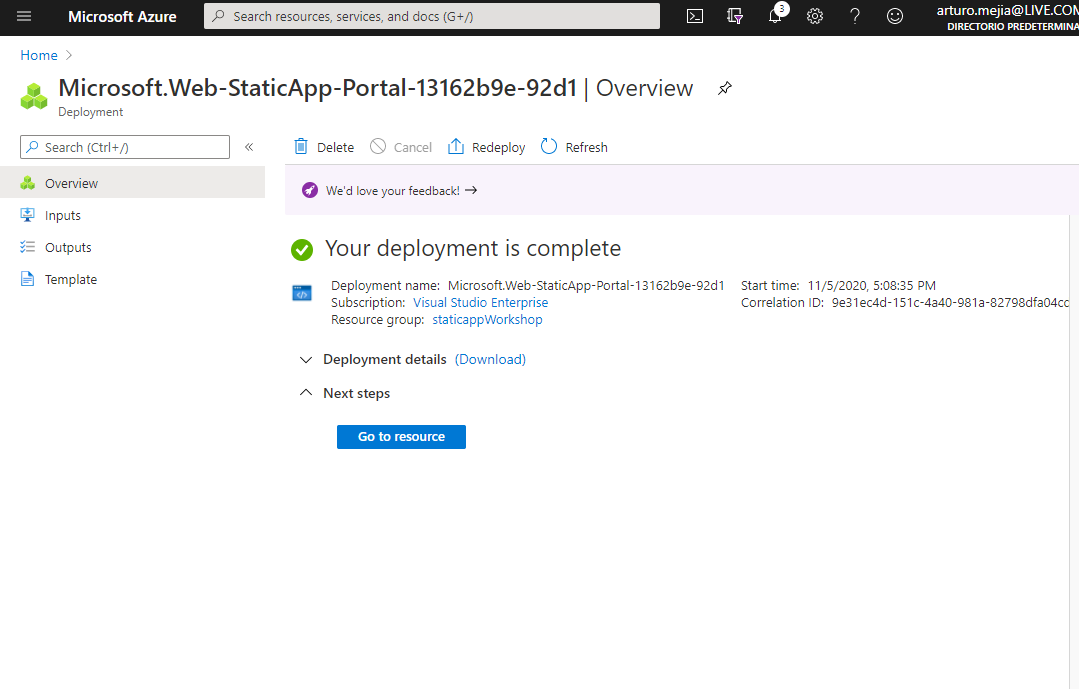 Microsoft Azure
Search resources, services, and docs (G+/)
3
arturo.mejia@LIVE.COM
DIRECTORIO PREDETERMINA
Home
Microsoft.Web-StaticApp-Portal-13162b9e-92d1 | Overview
Deployment
Search (Ctrl+/)
«
Delete
Cancel
Redeploy
Refresh
Overview
Inputs
Outputs
Template
We'd love your feedback! →
Your deployment is complete
Deployment name: Microsoft.Web-StaticApp-Portal-13162b9e-92d1
Subscription: Visual Studio Enterprise
Resource group: staticappWorkshop
Start time: 11/5/2020, 5:08:35 PM
Correlation ID: 9e31ec4d-151c-4a40-981a-82798dfa04cc
Deployment details (Download)
Next steps
Go to resource